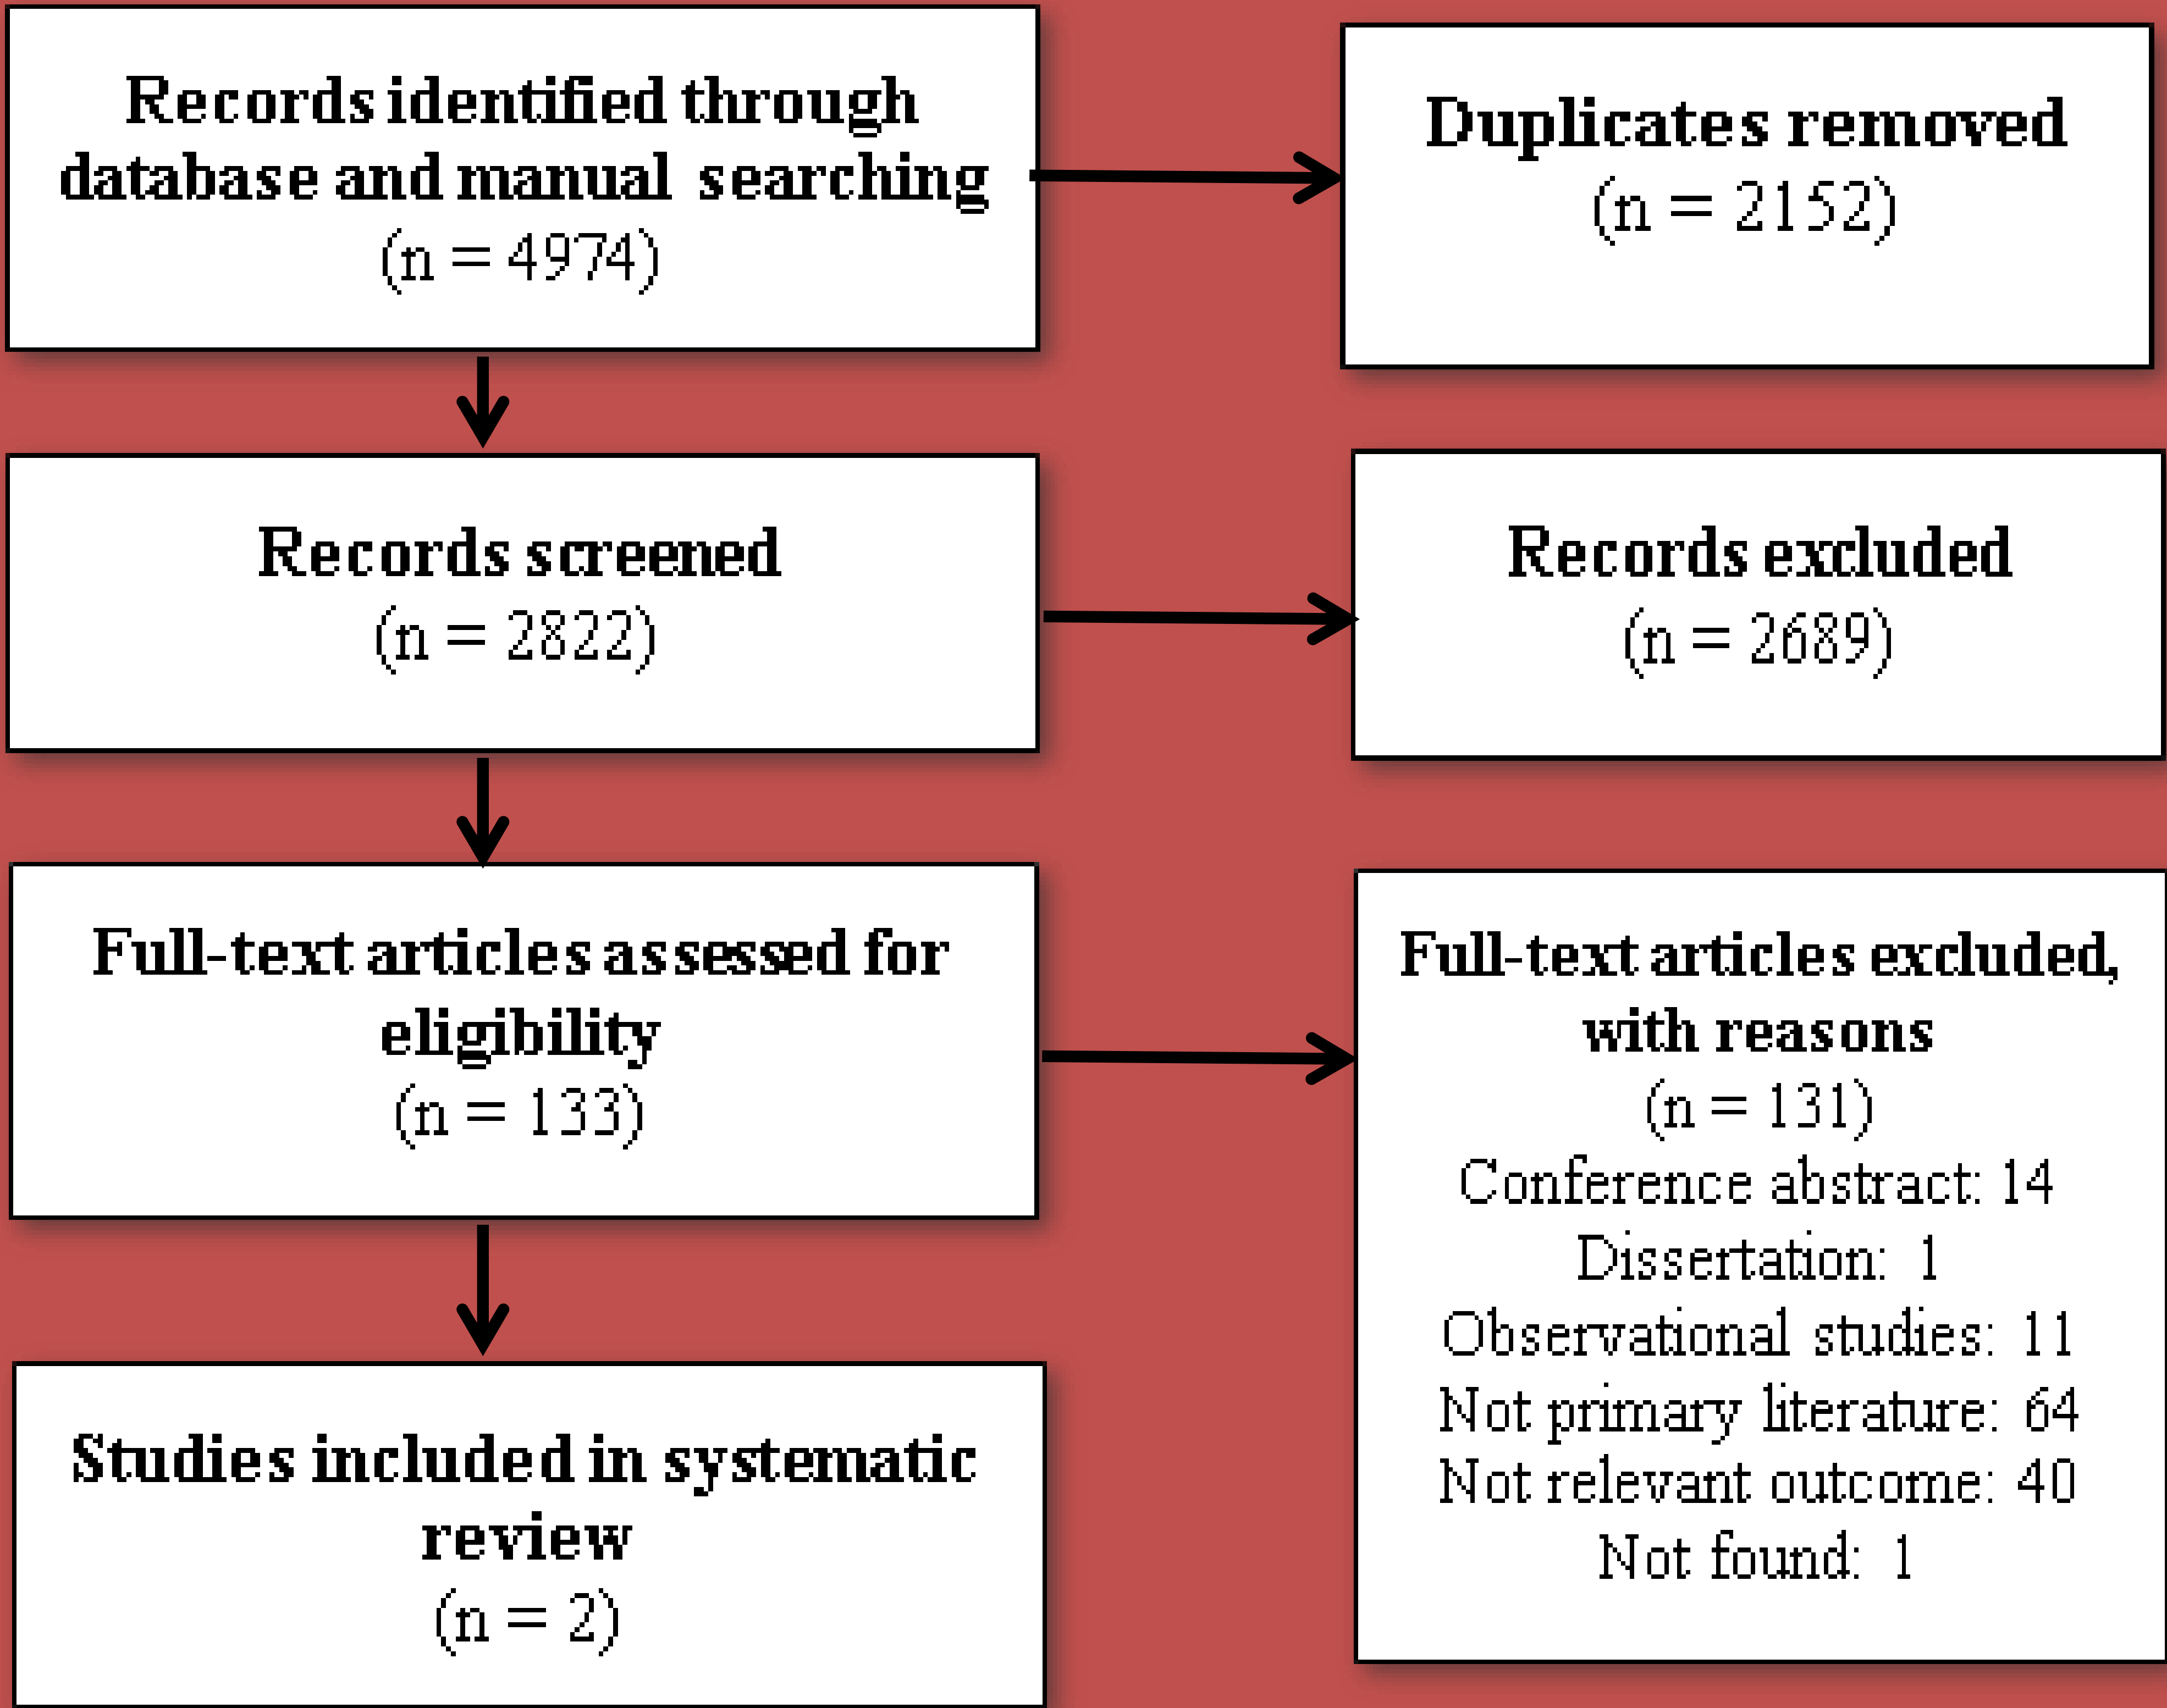 Records identified through
database and manual searching
(n = 4974)
Duplicates removed
(n = 2152)
Records screened
(n = 2822)
Records excluded
(n = 2689)
Full-text articles assessed for
eligibility
(n = 133)
Full-text articles excluded,
with reasons
(n = 131)
Conference abstract: 14
Dissertation: 1
Observational studies: 11
Not primary literature: 64
Not relevant outcome: 40
Not found: 1
Studies included in systematic
review
(n = 2)